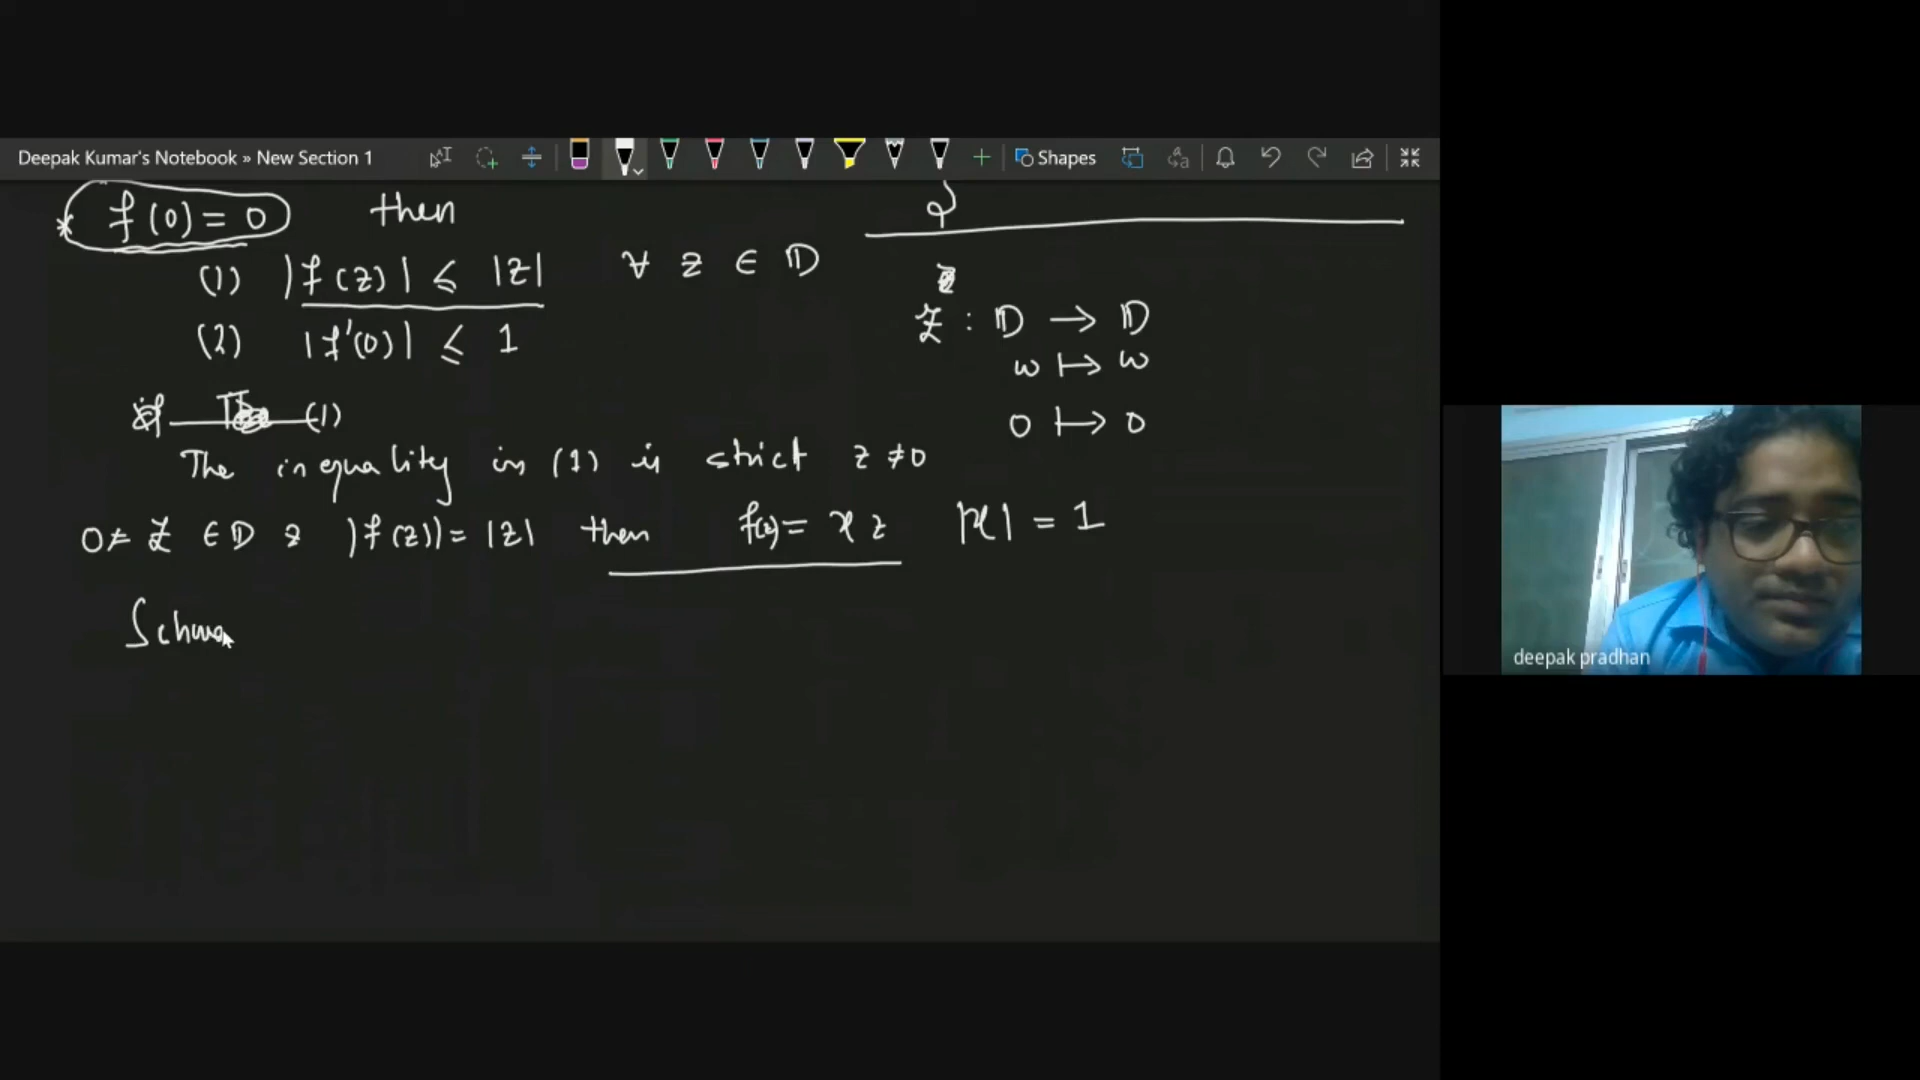 Deepak Kumar's Notebook » New Section 1
Shapes
* f(0) = 0 then
(1) |f(z)| ≤ |z| ∀ z ∈ 𝔻
(2) |f'(0)| ≤ 1
(1)
The inequality in (1) is strict z ≠ 0
0 ≠ z ∈ 𝔻 & |f(z)| = |z| then f(z) = x z |x| = 1
Schwa
z : 𝔻 → 𝔻
w ↦ w
0 ↦ 0
deepak pradhan